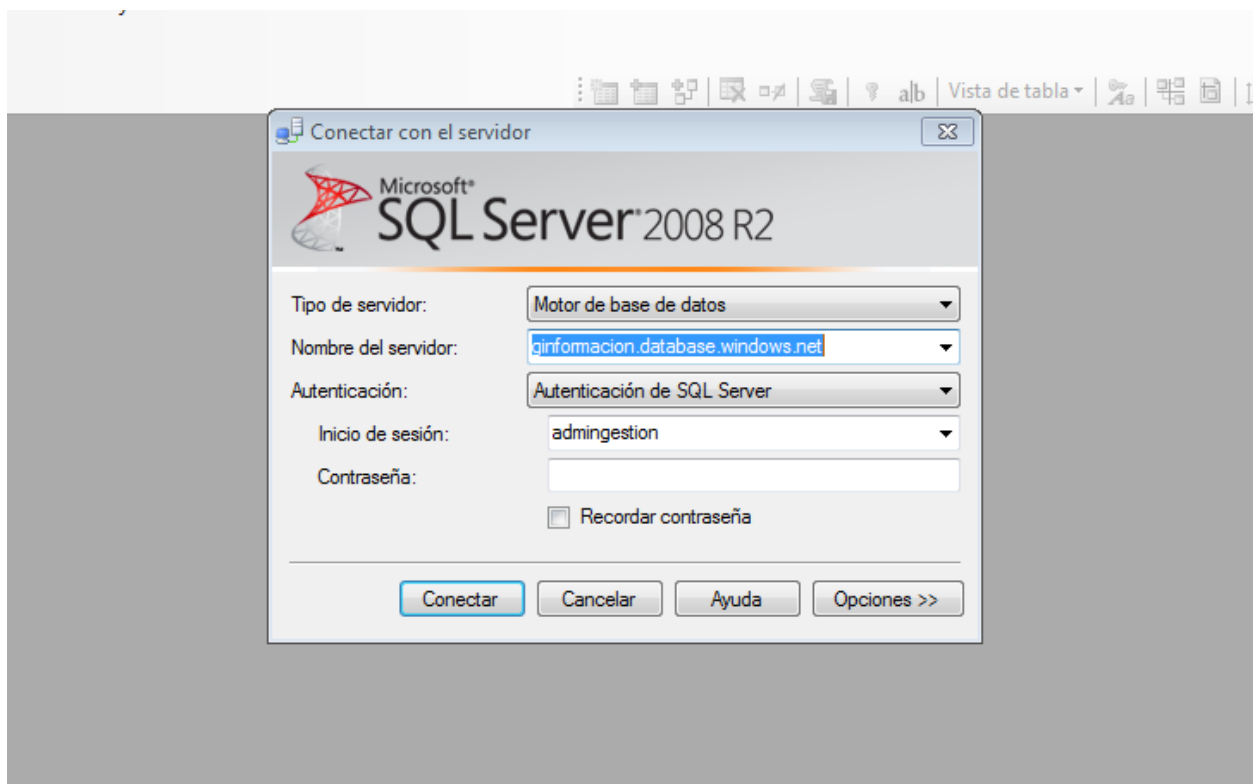 a|b Vista de tabla
Conectar con el servidor
Microsoft®
SQL Server® 2008 R2
Tipo de servidor: Motor de base de datos
Nombre del servidor: ginformacion.database.windows.net
Autenticación: Autenticación de SQL Server
Inicio de sesión: admingestion
Contraseña:
Recordar contraseña
Conectar Cancelar Ayuda Opciones >>